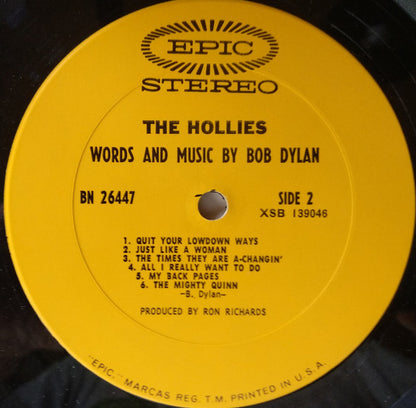 EPIC
STEREO
THE HOLLIES
WORDS AND MUSIC BY BOB DYLAN
BN 26447
SIDE 2
XSB 139046
1. QUIT YOUR LOWDOWN WAYS
2. JUST LIKE A WOMAN
3. THE TIMES THEY ARE A-CHANGIN'
4. ALL I REALLY WANT TO DO
5. MY BACK PAGES
6. THE MIGHTY QUINN
-B. Dylan-
PRODUCED BY RON RICHARDS
"EPIC," MARCAS REG. T.M. PRINTED IN U.S.A.